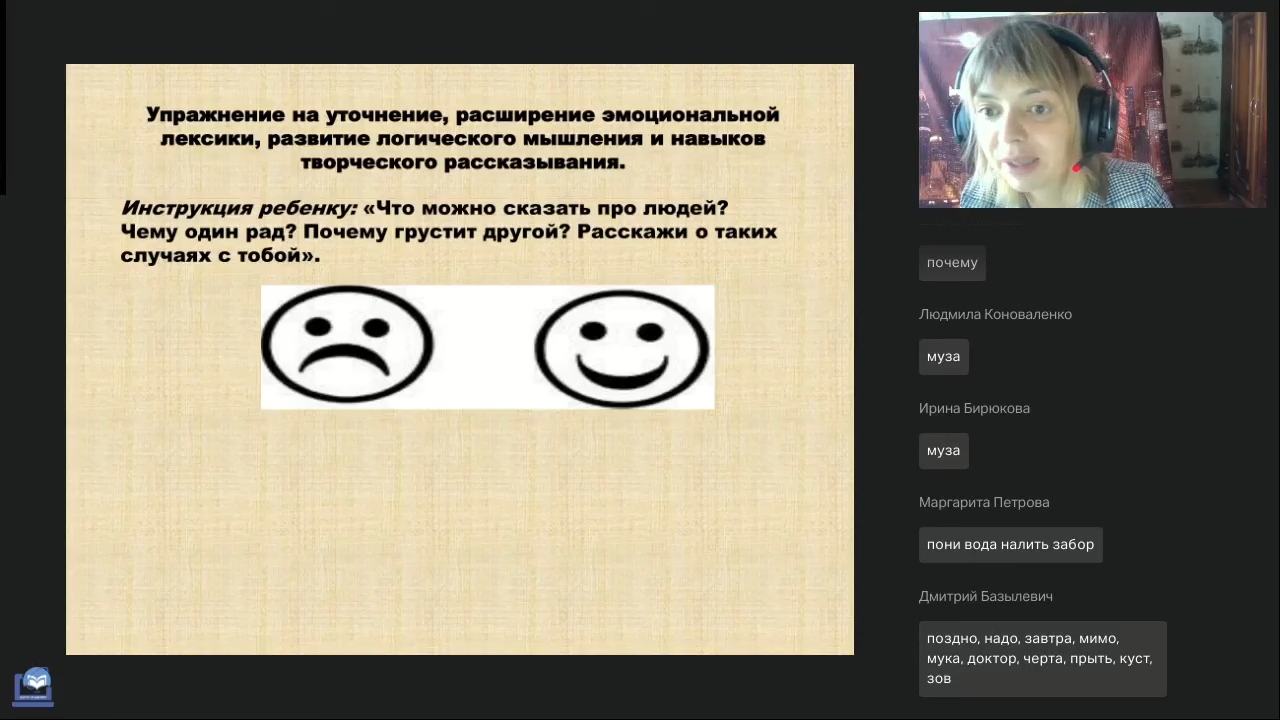 Упражнение на уточнение, расширение эмоциональной
лексики, развитие логического мышления и навыков
творческого рассказывания.
Инструкция ребенку: «Что можно сказать про людей?
Чему один рад? Почему грустит другой? Расскажи о таких
случаях с тобой».
почему
Людмила Коноваленко
муза
Ирина Бирюкова
муза
Маргарита Петрова
пони вода налить забор
Дмитрий Базылевич
поздно, надо, завтра, мимо,
мука, доктор, черта, прыть, куст,
зов